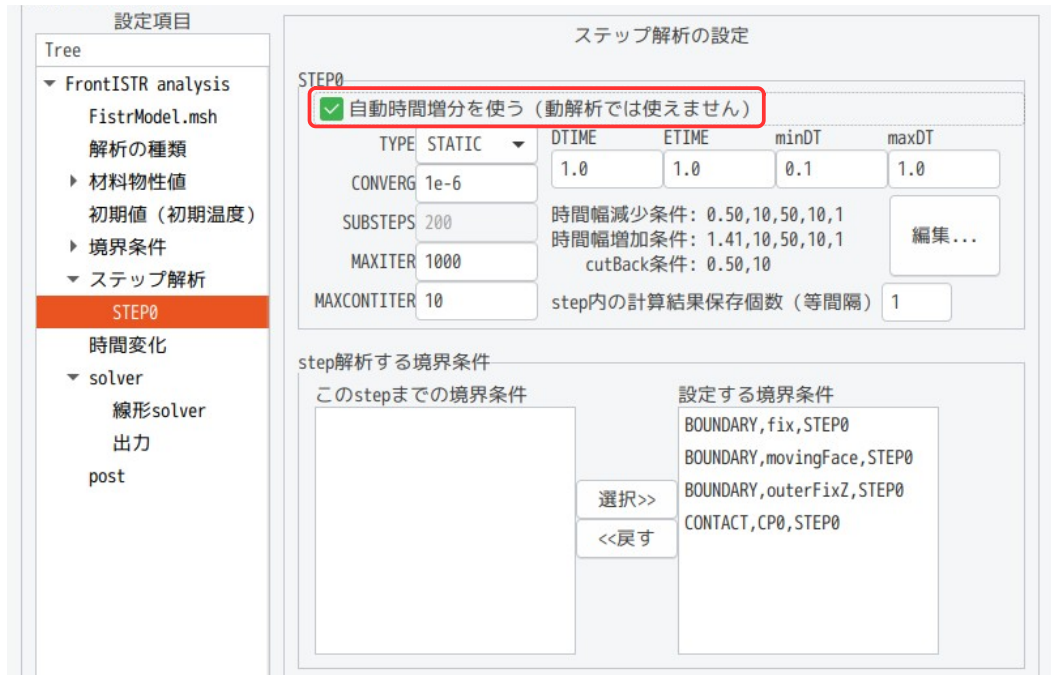 設定項目
Tree
FrontISTR analysis
FistrModel.msh
解析の種類
材料物性値
初期値（初期温度）
境界条件
ステップ解析
STEP0
時間変化
solver
線形solver
出力
post
ステップ解析の設定
STEP0
自動時間増分を使う（動解析では使えません）
TYPE STATIC
CONVERG 1e-6
SUBSTEPS 200
MAXITER 1000
MAXCONTITER 10
DTIME ETIME minDT maxDT
1.0 1.0 0.1 1.0
時間幅減少条件: 0.50,10,50,10,1
時間幅増加条件: 1.41,10,50,10,1
cutBack条件: 0.50,10
編集...
step内の計算結果保存個数（等間隔） 1
step解析する境界条件
このstepまでの境界条件
選択>>
<<戻す
設定する境界条件
BOUNDARY,fix,STEP0
BOUNDARY,movingFace,STEP0
BOUNDARY,outerFixZ,STEP0
CONTACT,CP0,STEP0